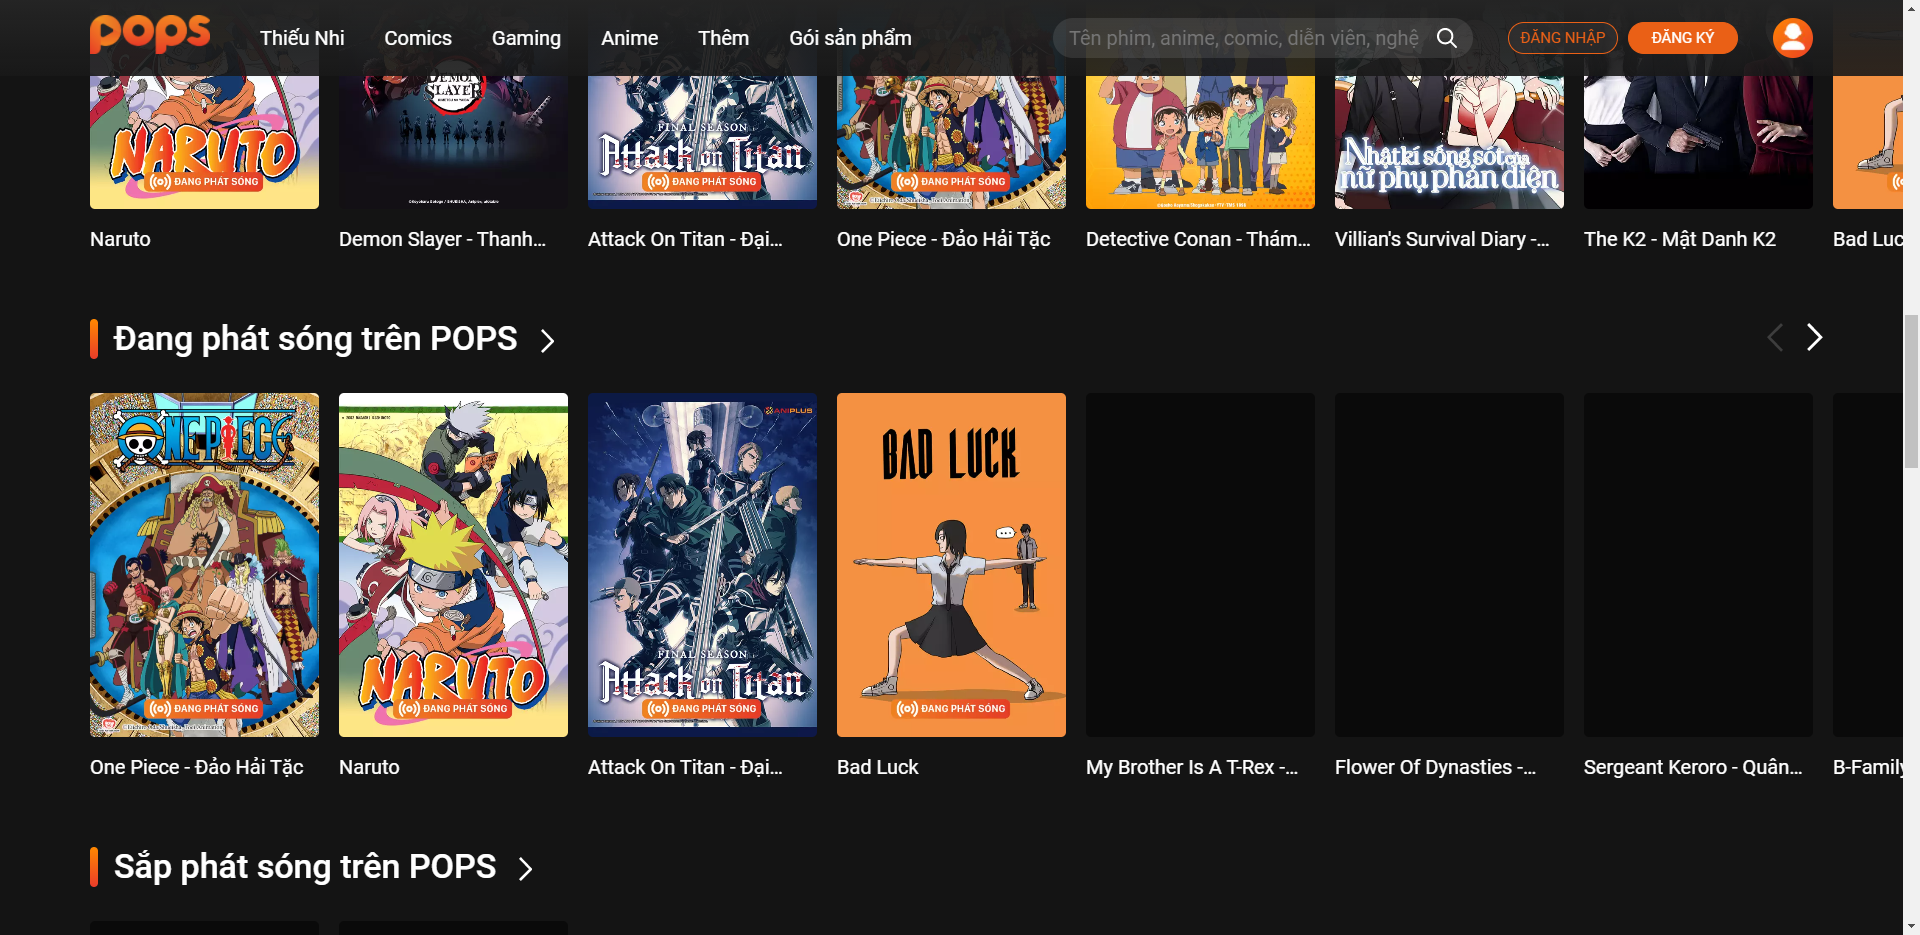 POPS
Thiếu Nhi
Comics
Gaming
Anime
Thêm
Gói sản phẩm
Tên phim, anime, comic, diễn viên, nghệ
ĐĂNG NHẬP
ĐĂNG KÝ
NARUTO
ĐANG PHÁT SÓNG
DEMON
SLAYER
FINAL SEASON
Attack on Titan
ĐANG PHÁT SÓNG
ĐANG PHÁT SÓNG
Nhật kí sống sót của
nữ phụ phản diện
Naruto
Demon Slayer - Thanh...
Attack On Titan - Đại...
One Piece - Đảo Hải Tặc
Detective Conan - Thám...
Villian's Survival Diary -...
The K2 - Mật Danh K2
Bad Luc
Đang phát sóng trên POPS
ONE PIECE
ĐANG PHÁT SÓNG
NARUTO
ĐANG PHÁT SÓNG
ANIPLUS
FINAL SEASON
Attack on Titan
ĐANG PHÁT SÓNG
BAD LUCK
...
ĐANG PHÁT SÓNG
One Piece - Đảo Hải Tặc
Naruto
Attack On Titan - Đại...
Bad Luck
My Brother Is A T-Rex -...
Flower Of Dynasties -...
Sergeant Keroro - Quân...
B-Family
Sắp phát sóng trên POPS